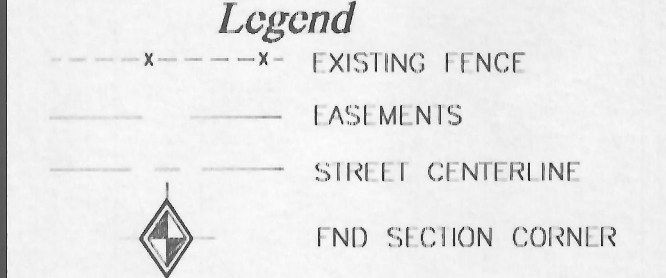 Legend
x x EXISTING FENCE
EASEMENTS
STREET CENTERLINE
FND SECTION CORNER